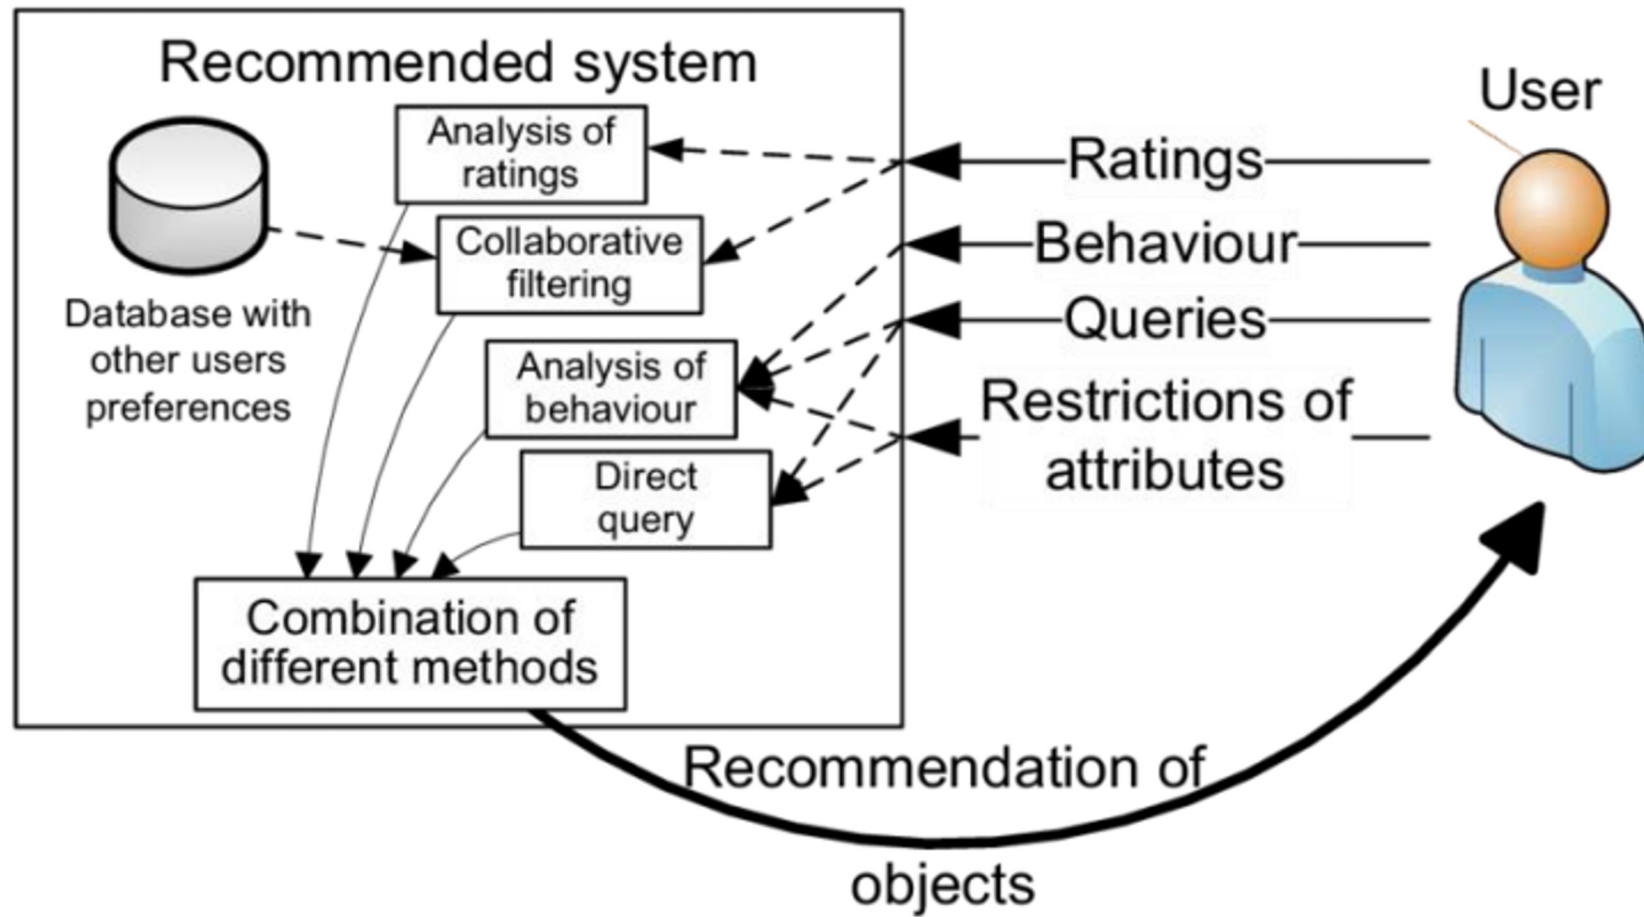 Recommended system
User
Analysis of
ratings
Ratings
Collaborative
filtering
Behaviour
Database with
other users
preferences
Queries
Analysis of
behaviour
Restrictions of
attributes
Direct
query
Combination of
different methods
Recommendation of
objects